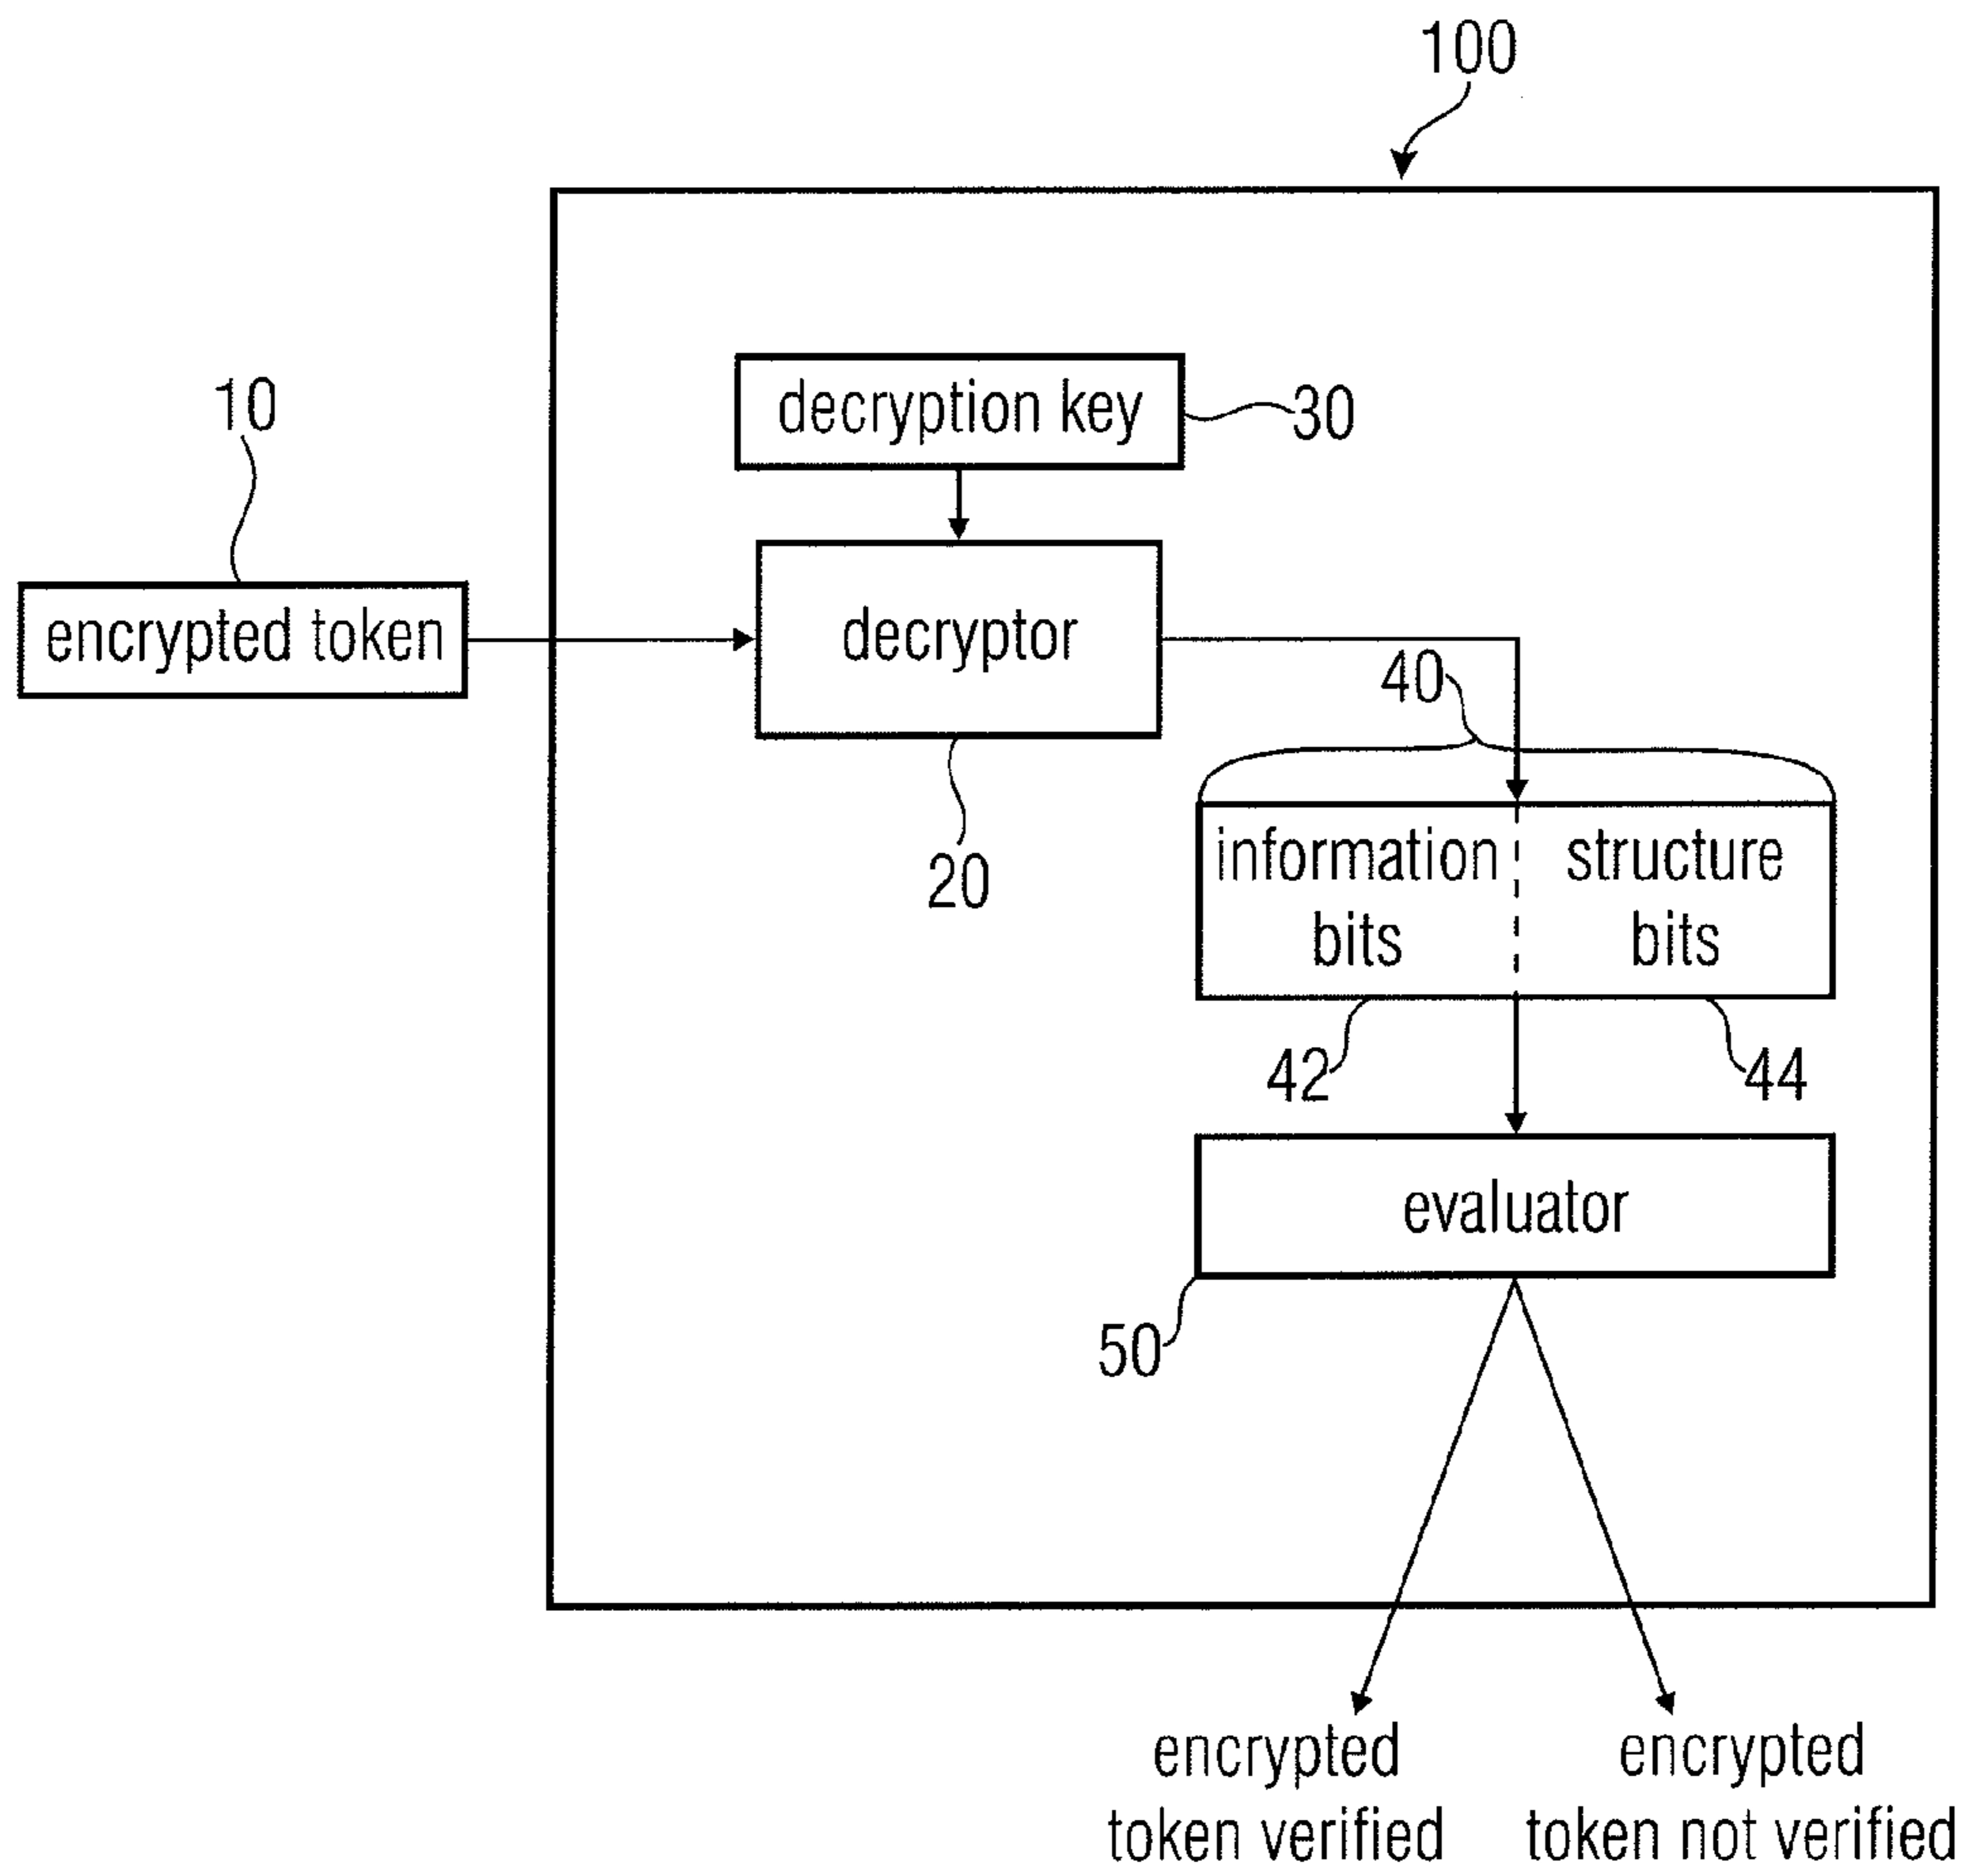 100
10
decryption key
30
encrypted token
decryptor
40
20
information
bits
structure
bits
42
44
evaluator
50
encrypted
token verified
encrypted
token not verified